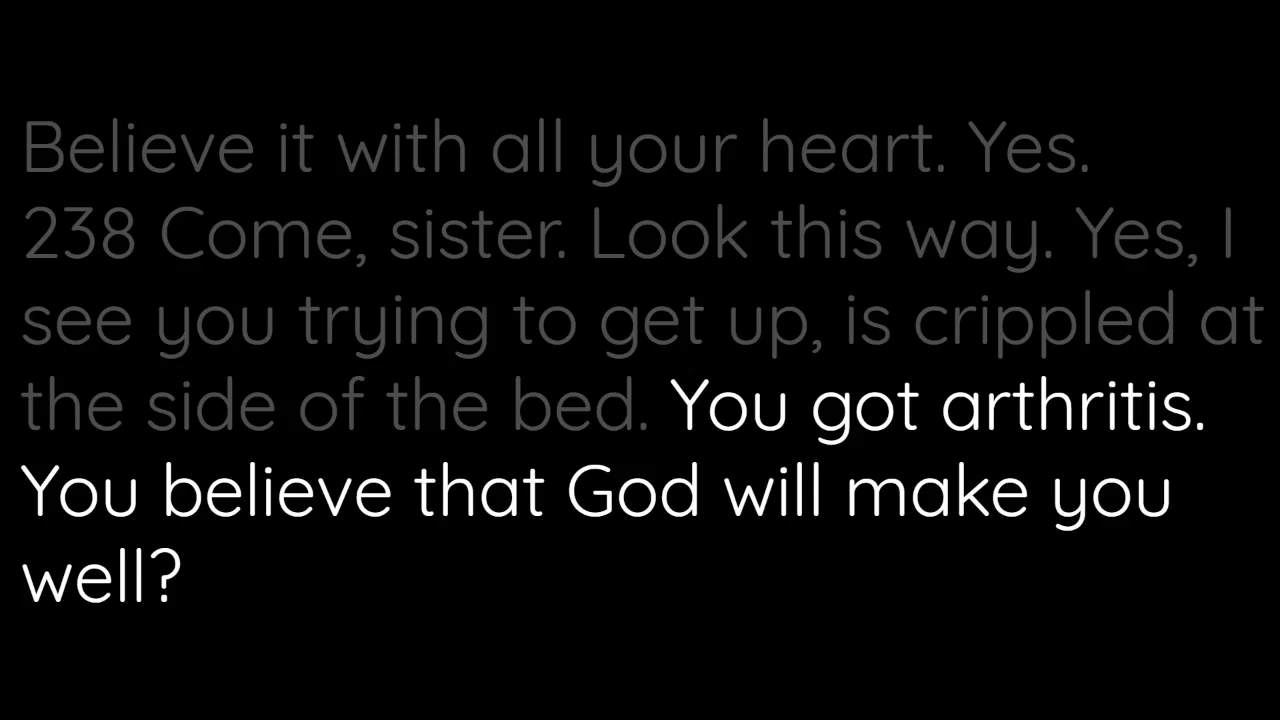 Believe it with all your heart. Yes.
238 Come, sister. Look this way. Yes, I
see you trying to get up, is crippled at
the side of the bed. You got arthritis.
You believe that God will make you
well?